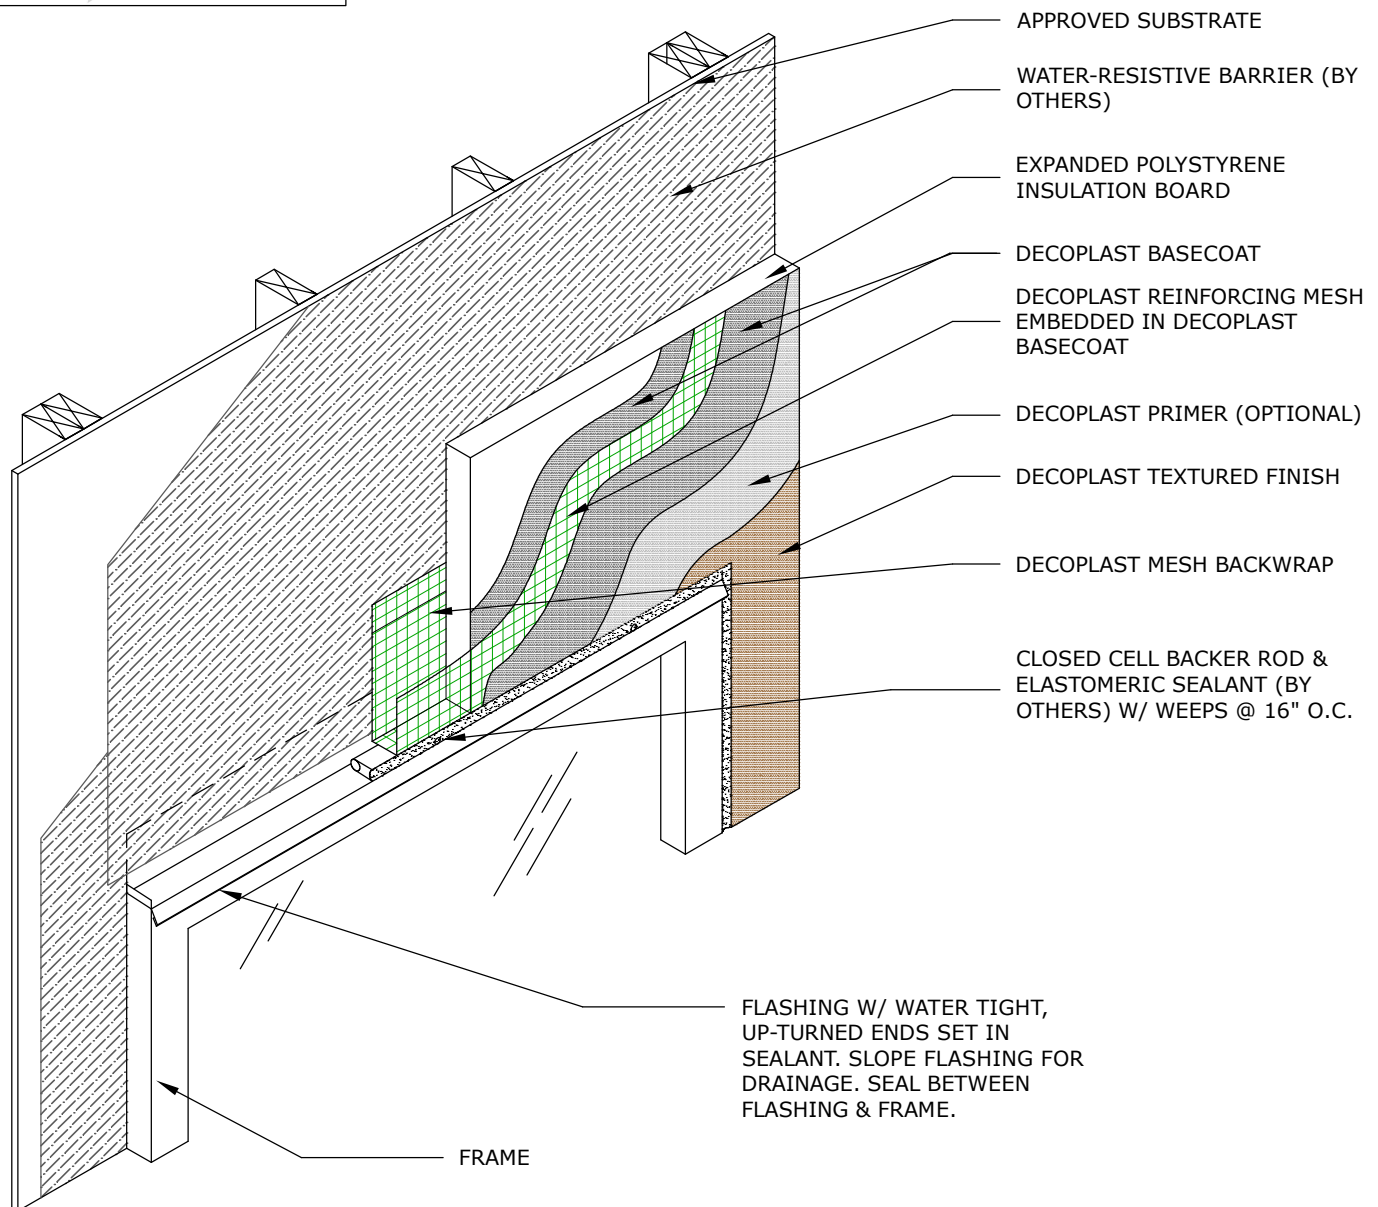 APPROVED SUBSTRATE
WATER-RESISTIVE BARRIER (BY
OTHERS)
EXPANDED POLYSTYRENE
INSULATION BOARD
DECOPLAST BASECOAT
DECOPLAST REINFORCING MESH
EMBEDDED IN DECOPLAST
BASECOAT
DECOPLAST PRIMER (OPTIONAL)
DECOPLAST TEXTURED FINISH
DECOPLAST MESH BACKWRAP
CLOSED CELL BACKER ROD &
ELASTOMERIC SEALANT (BY
OTHERS) W/ WEEPS @ 16" O.C.
FLASHING W/ WATER TIGHT,
UP-TURNED ENDS SET IN
SEALANT. SLOPE FLASHING FOR
DRAINAGE. SEAL BETWEEN
FLASHING & FRAME.
FRAME